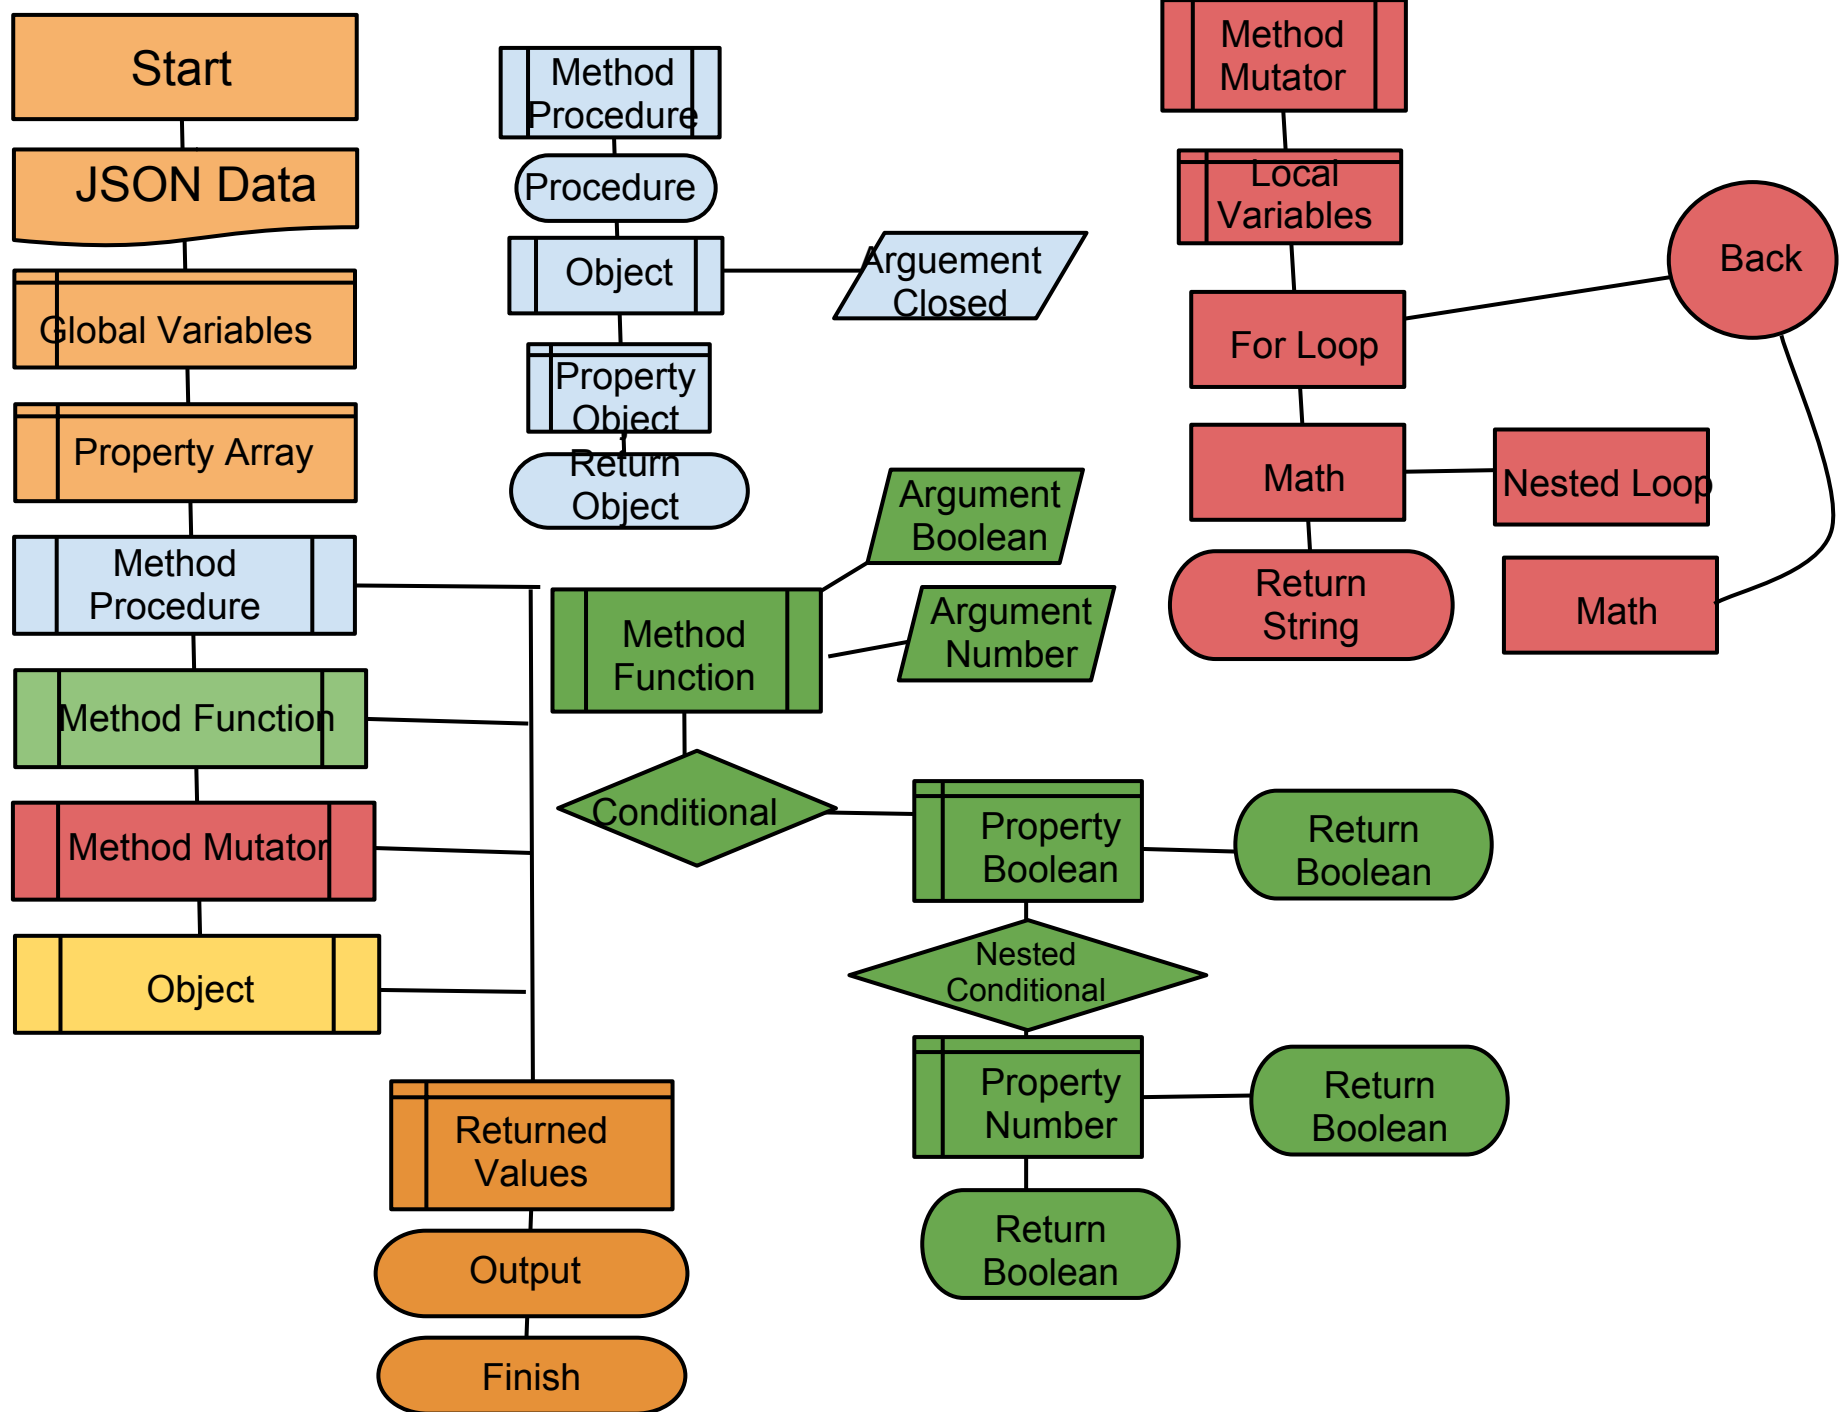 Start
JSON Data
Global Variables
Property Array
Method
Procedure
Method Function
Method Mutator
Object
Returned
Values
Output
Finish
Method
Procedure
Procedure
Object
Arguement
Closed
Property
Object
Return
Object
Argument
Boolean
Argument
Number
Method
Function
Conditional
Property
Boolean
Return
Boolean
Nested
Conditional
Property
Number
Return
Boolean
Return
Boolean
Method
Mutator
Local
Variables
Back
For Loop
Math
Nested Loop
Return
String
Math